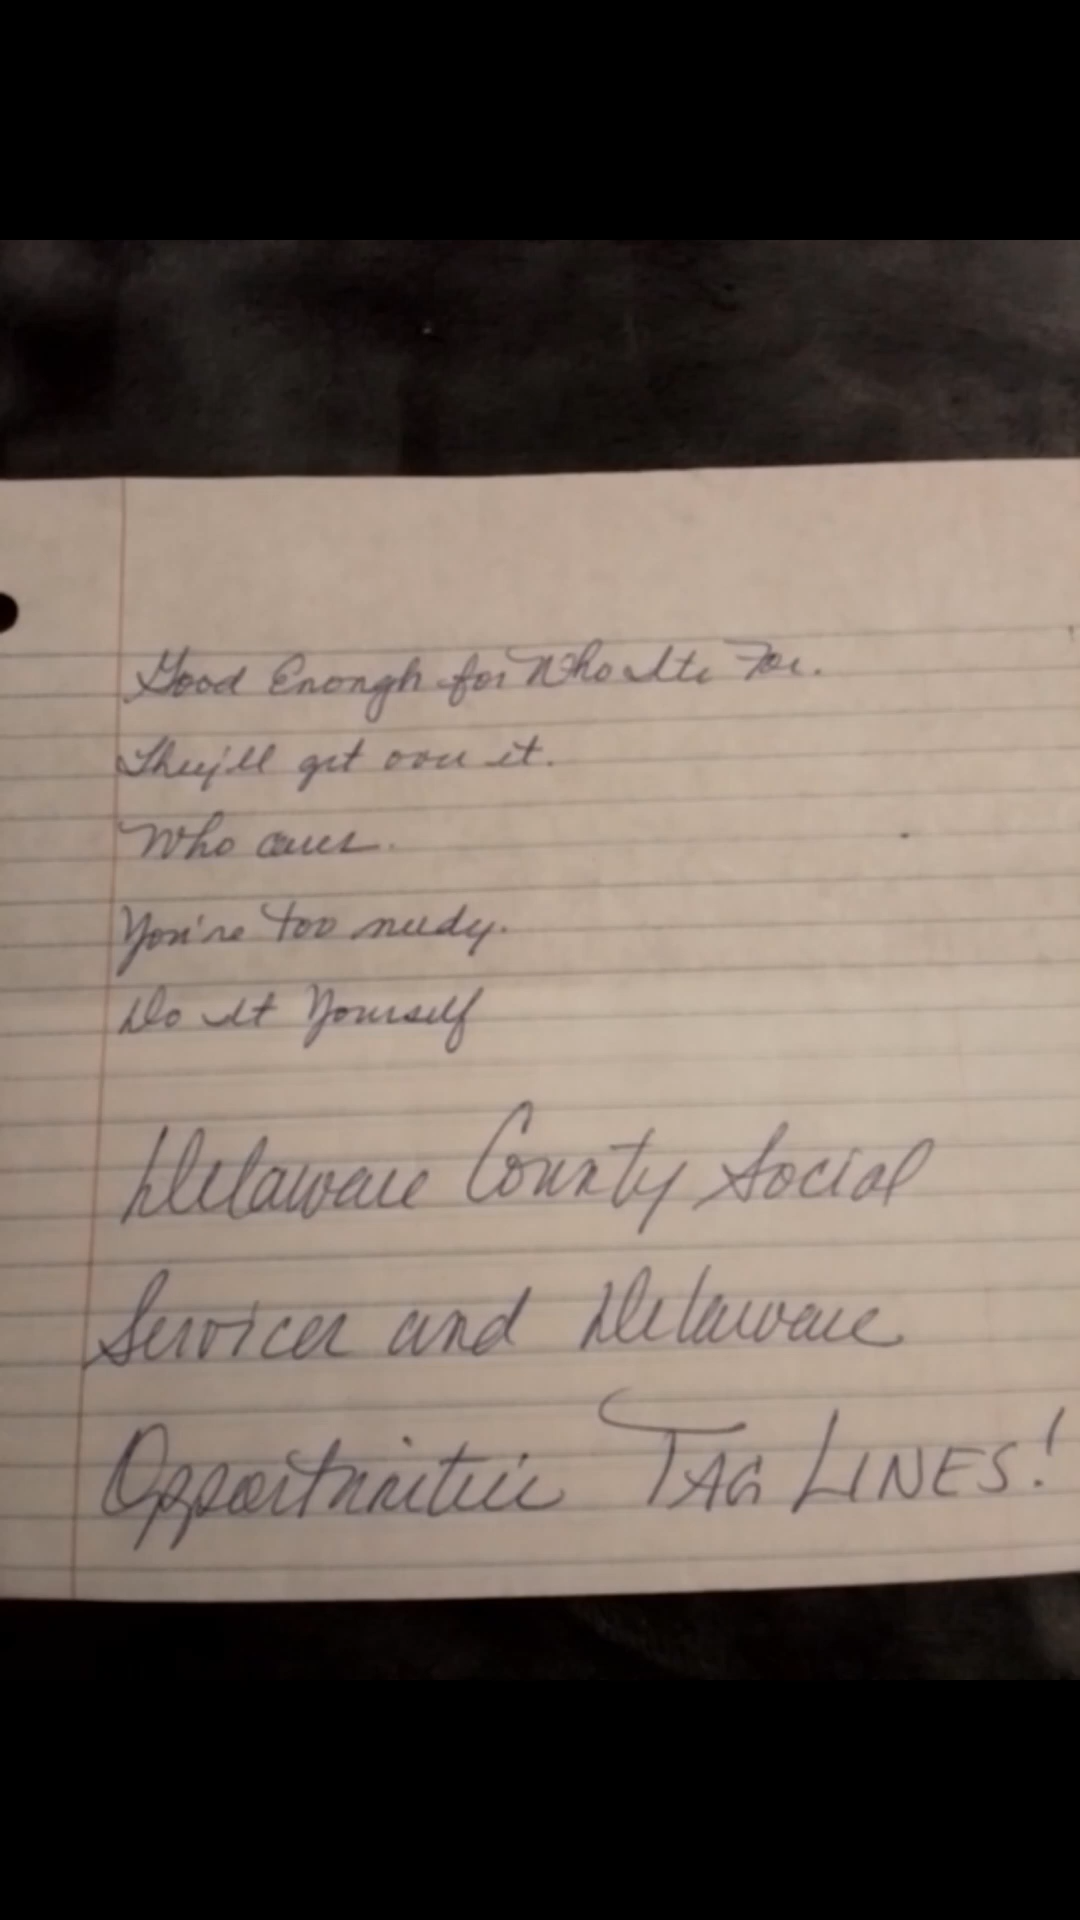 Good Enough for Who Its For.
They'll get over it.
Who cares.
You're too needy.
Do It Yourself
Delaware County Social
Services and Delaware
Opportunities TAG LINES!